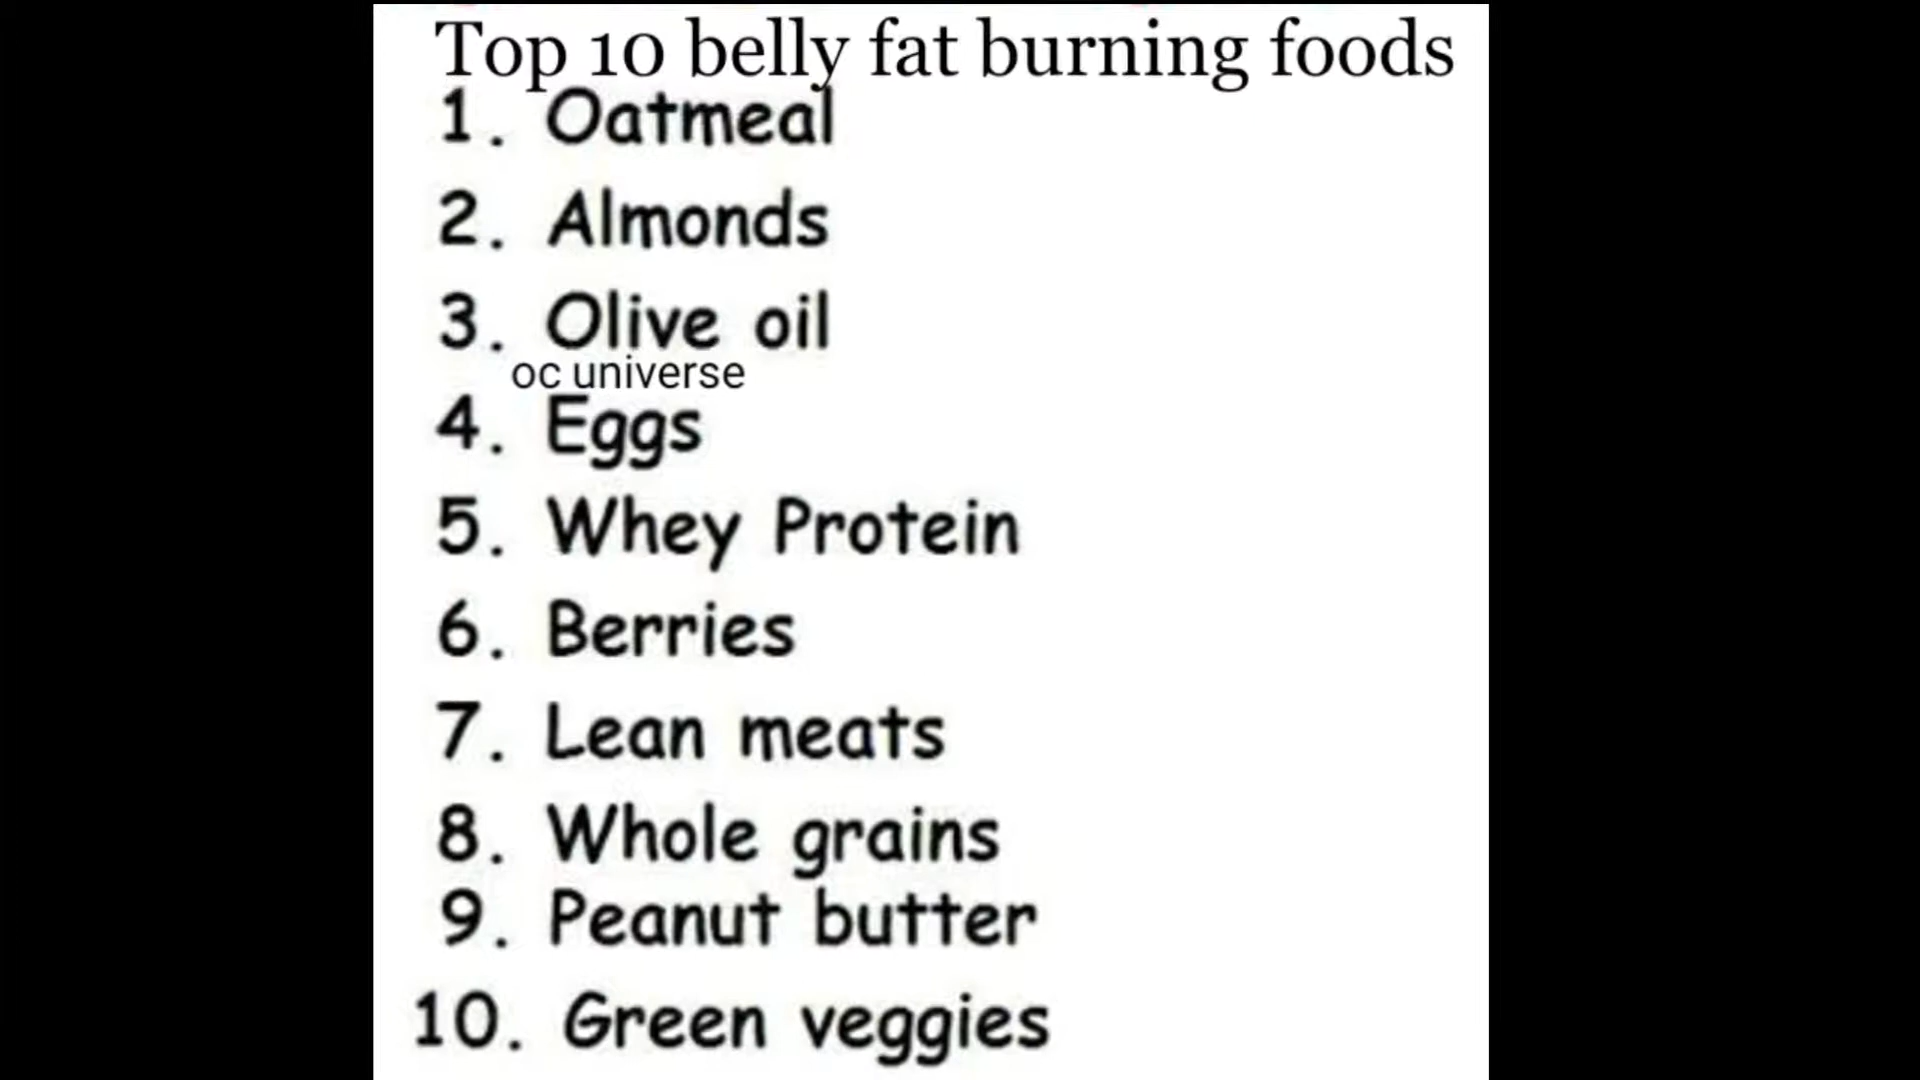 Top 10 belly fat burning foods
1. Oatmeal
2. Almonds
3. Olive oil
oc universe
4. Eggs
5. Whey Protein
6. Berries
7. Lean meats
8. Whole grains
9. Peanut butter
10. Green veggies